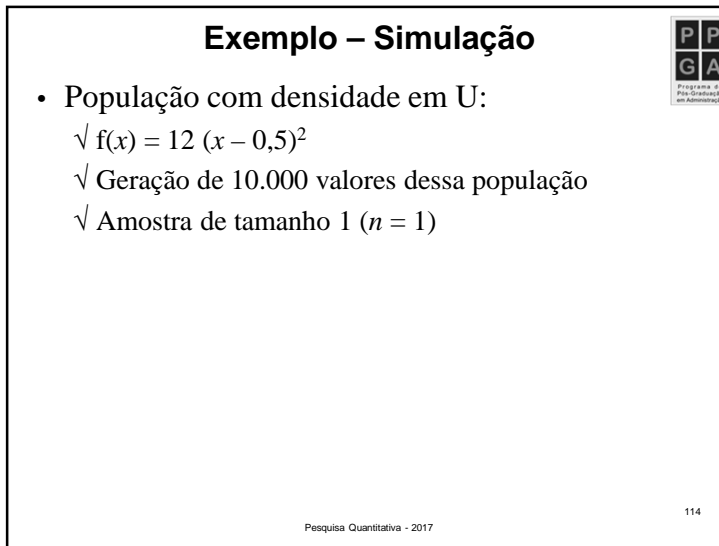 Exemplo – Simulação
P P
G A
Programa d
Pós-Graduaçã
em Administraçã
• População com densidade em U:
√ f(x) = 12 (x – 0,5)²
√ Geração de 10.000 valores dessa população
√ Amostra de tamanho 1 (n = 1)
114
Pesquisa Quantitativa - 2017